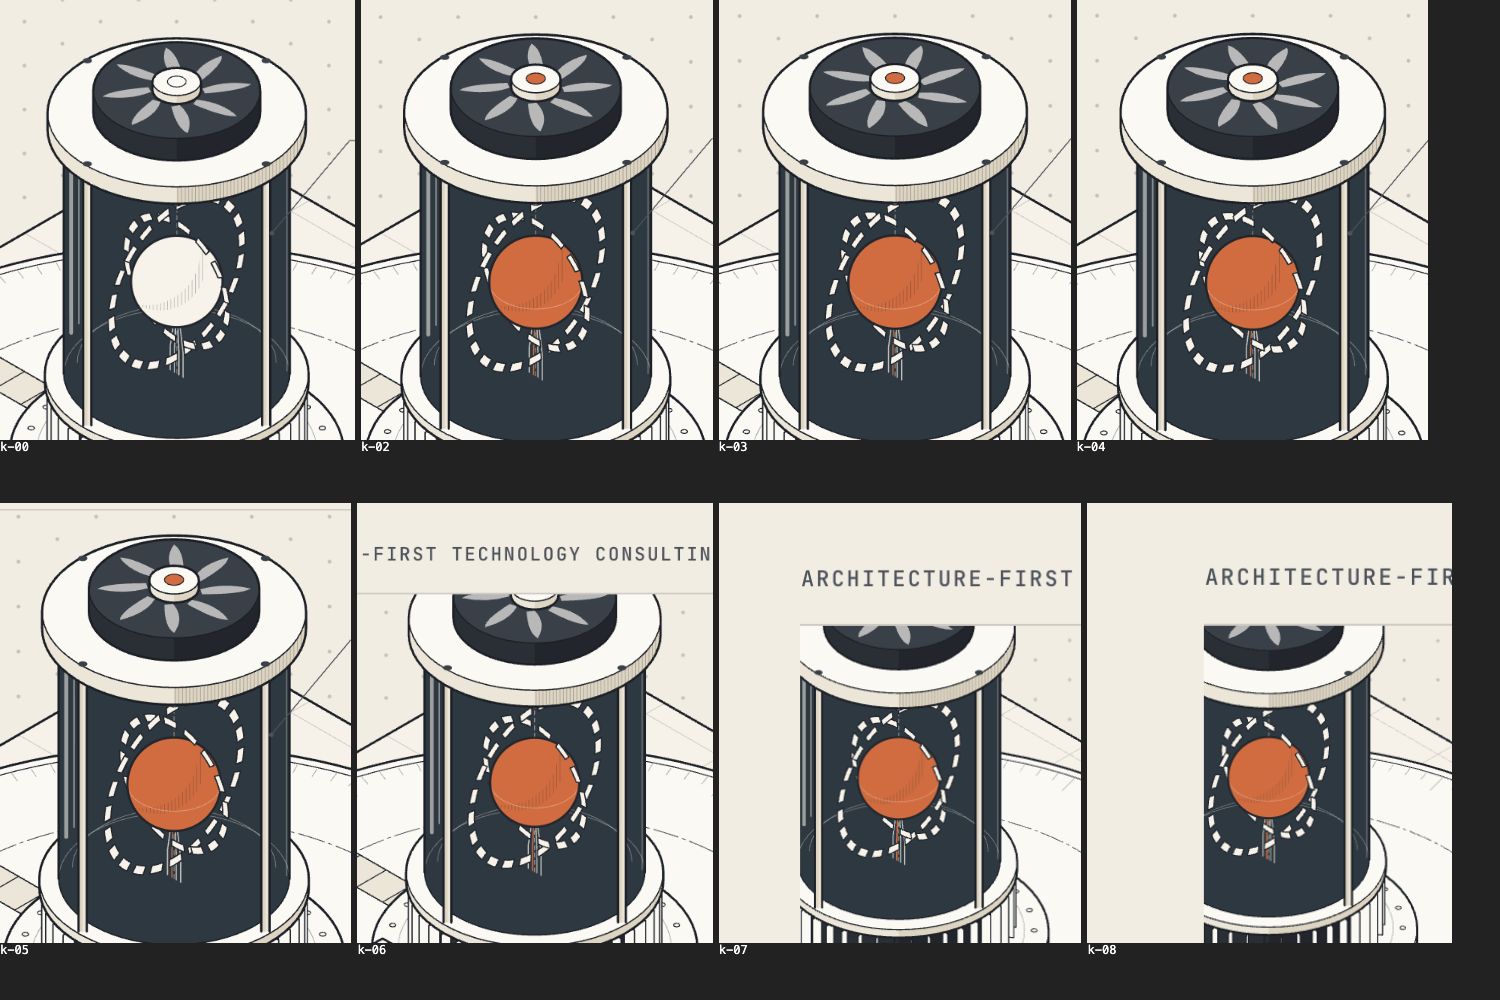 k-00
k-02
k-03
k-04
-FIRST TECHNOLOGY CONSULTIN
ARCHITECTURE-FIRST
ARCHITECTURE-FIR
k-05
k-06
k-07
k-08